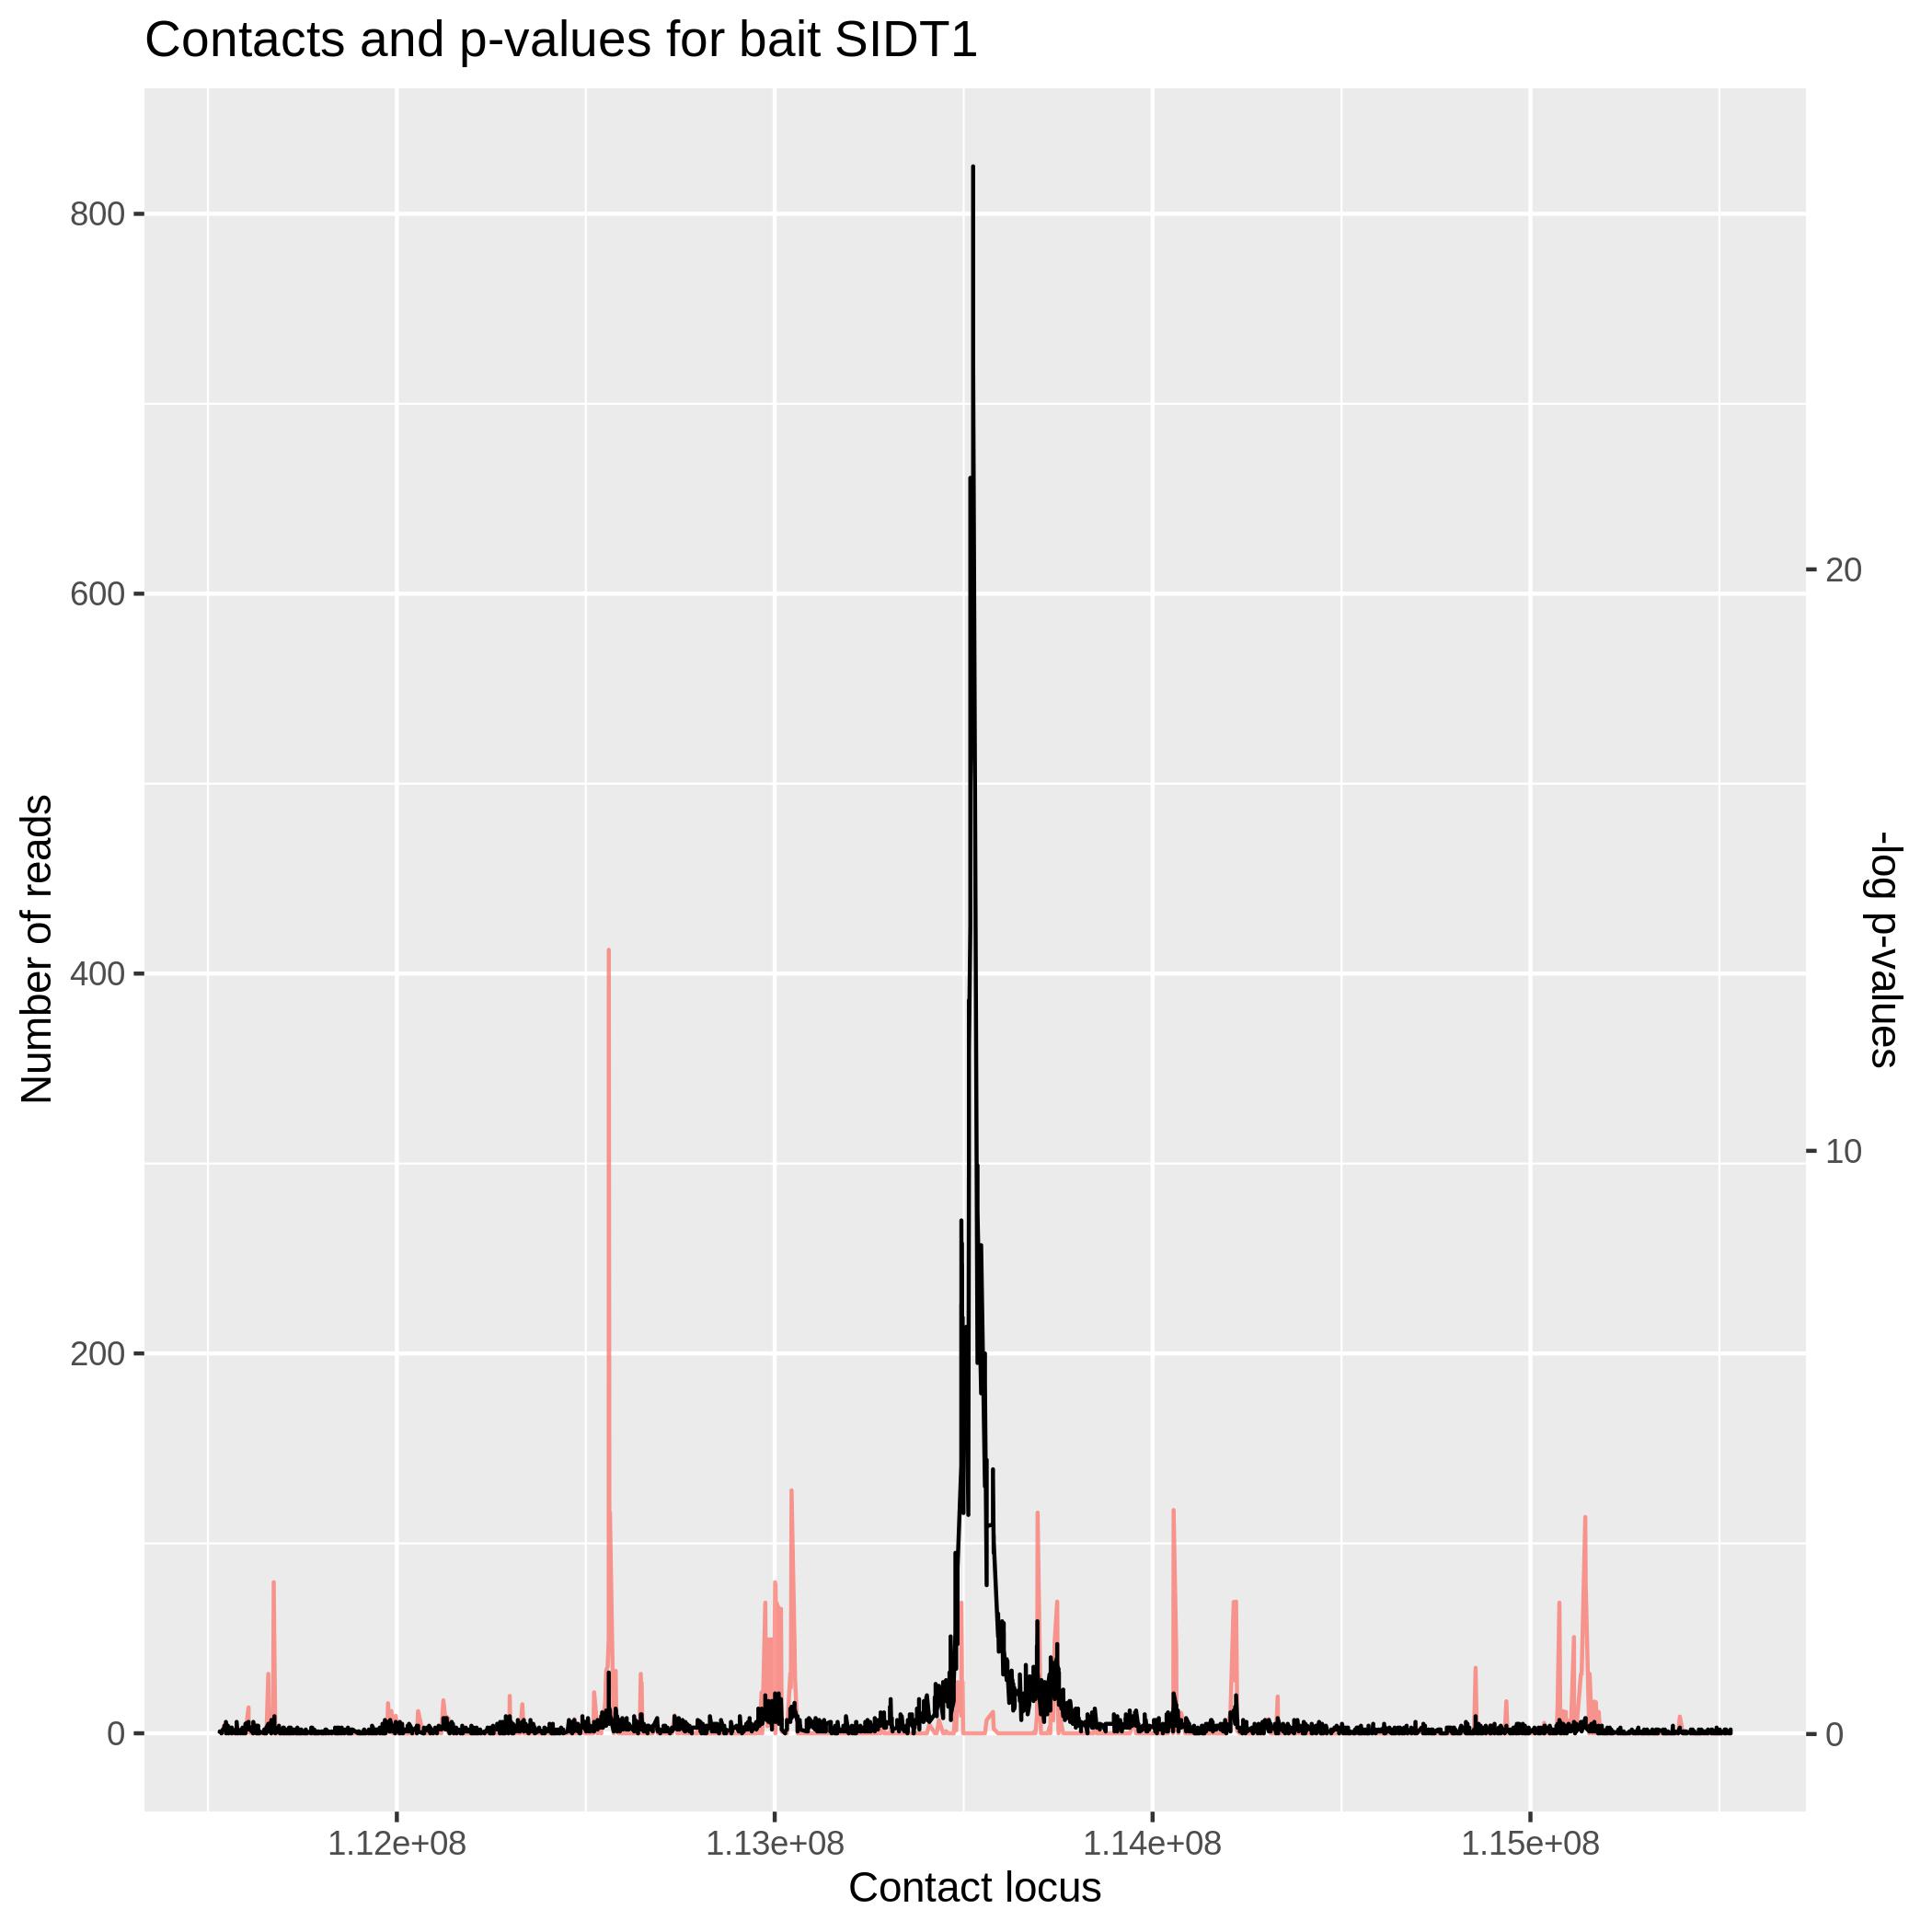 Contacts and p-values for bait SIDT1
800
600
400
200
0
Number of reads
20
10
0
-log p-values
1.12e+08
1.13e+08
1.14e+08
1.15e+08
Contact locus